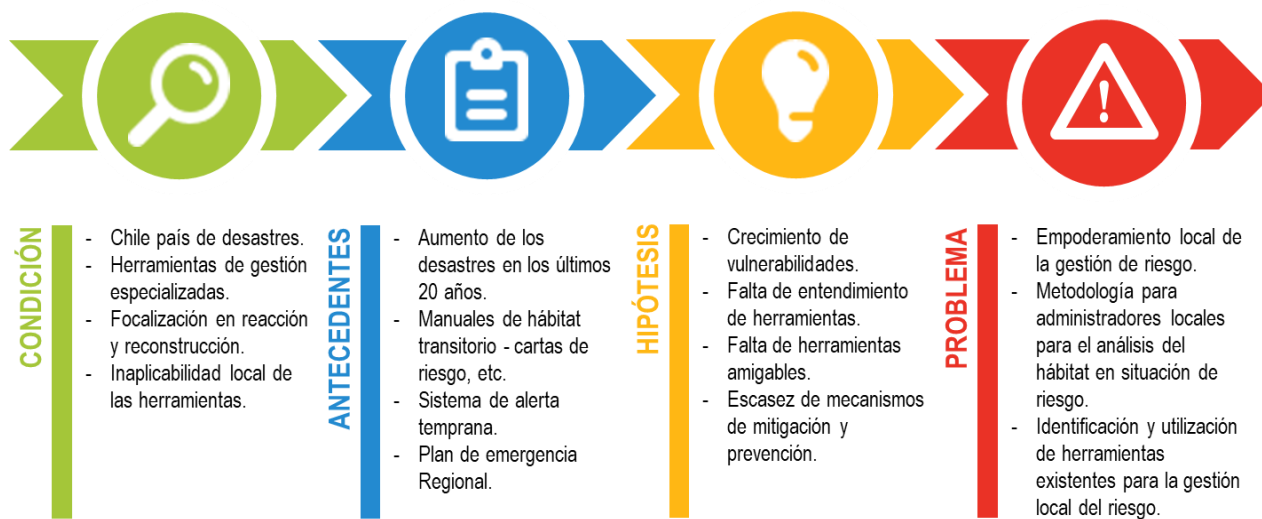 CONDICIÓN
- Chile país de desastres.
- Herramientas de gestión
especializadas.
- Focalización en reacción
y reconstrucción.
- Inaplicabilidad local de
las herramientas.
ANTECEDENTES
- Aumento de los
desastres en los últimos
20 años.
- Manuales de hábitat
transitorio - cartas de
riesgo, etc.
- Sistema de alerta
temprana.
- Plan de emergencia
Regional.
HIPÓTESIS
- Crecimiento de
vulnerabilidades.
- Falta de entendimiento
de herramientas.
- Falta de herramientas
amigables.
- Escasez de mecanismos
de mitigación y
prevención.
PROBLEMA
- Empoderamiento local de
la gestión de riesgo.
- Metodología para
administradores locales
para el análisis del
hábitat en situación de
riesgo.
- Identificación y utilización
de herramientas
existentes para la gestión
local del riesgo.